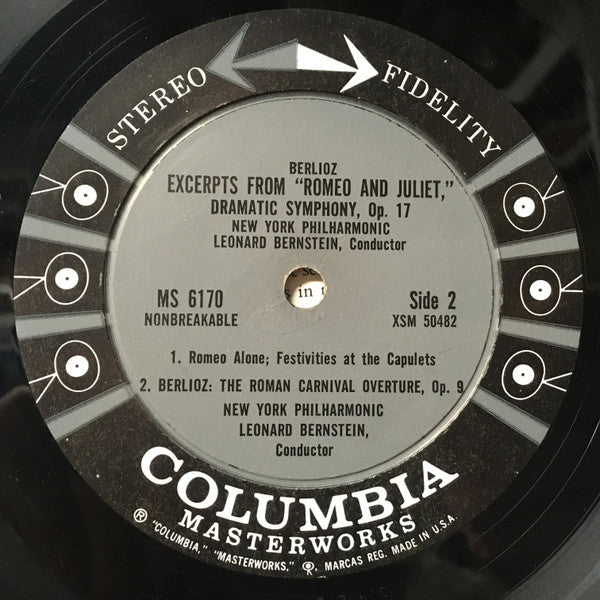 STEREO FIDELITY
BERLIOZ
EXCERPTS FROM "ROMEO AND JULIET,"
DRAMATIC SYMPHONY, Op. 17
NEW YORK PHILHARMONIC
LEONARD BERNSTEIN, Conductor
MS 6170
NONBREAKABLE
Side 2
XSM 50482
s in
1. Romeo Alone; Festivities at the Capulets
2. BERLIOZ: THE ROMAN CARNIVAL OVERTURE, Op. 9
NEW YORK PHILHARMONIC
LEONARD BERNSTEIN,
Conductor
COLUMBIA
MASTERWORKS
® "COLUMBIA," "MASTERWORKS," MARCAS REG. MADE IN U.S.A.